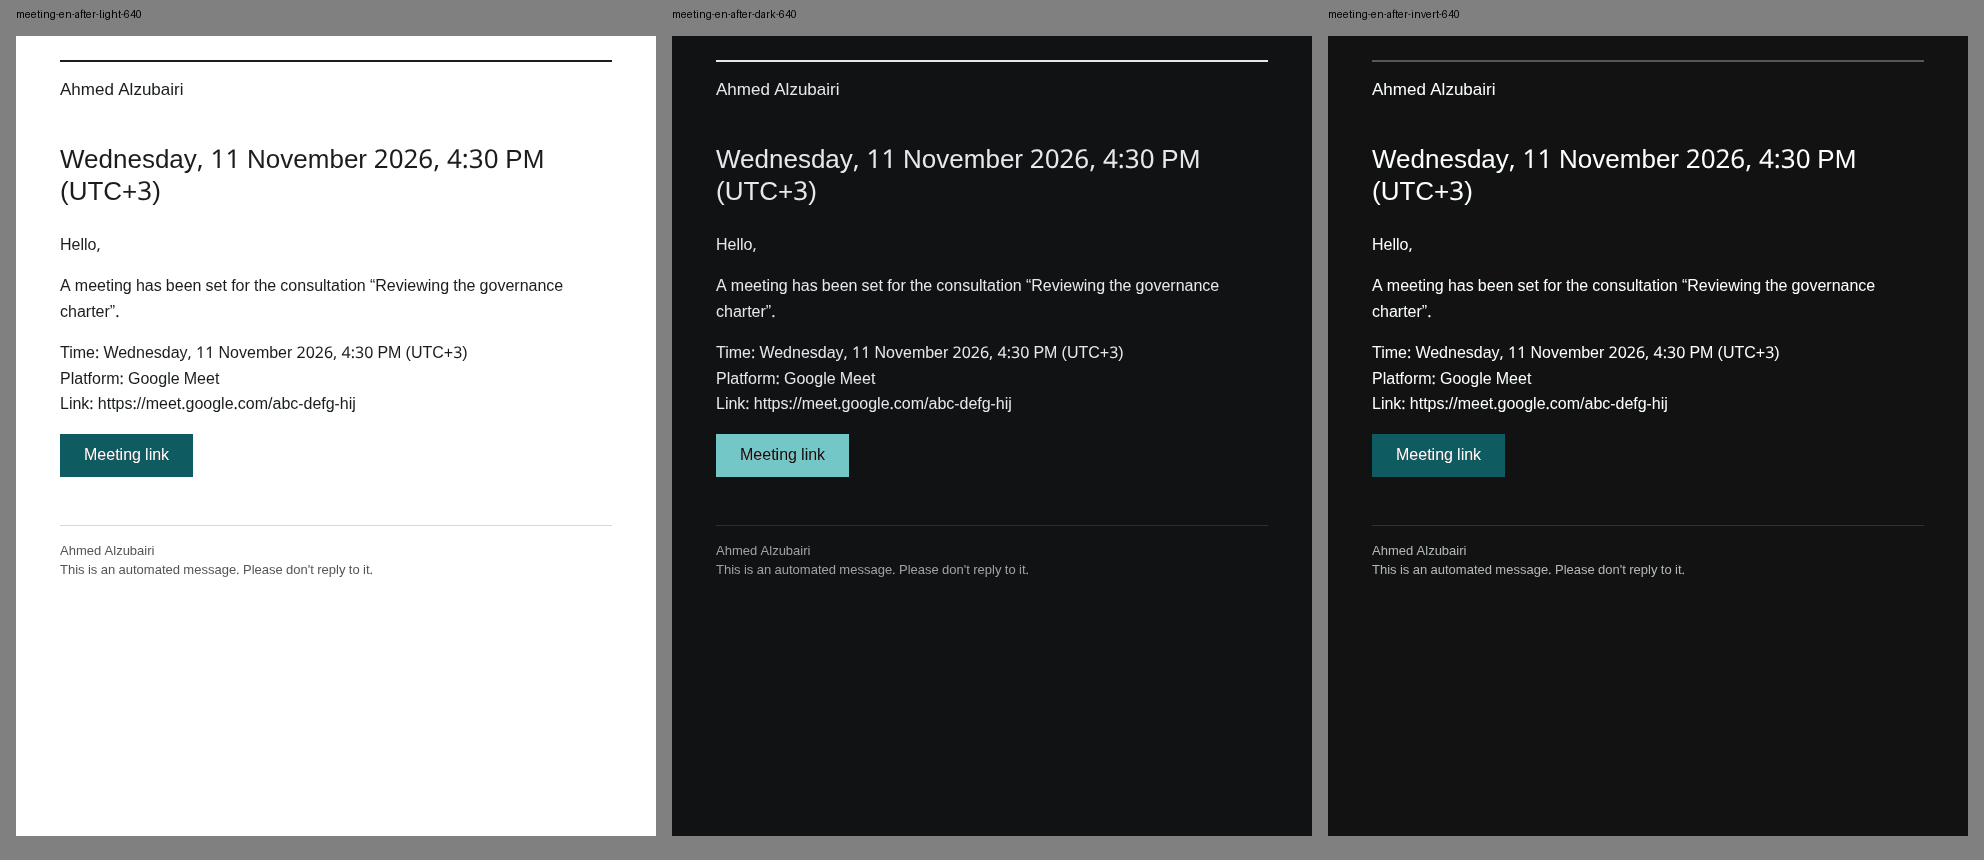 meeting-en-after-light-640
Ahmed Alzubairi
Wednesday, 11 November 2026, 4:30 PM
(UTC+3)
Hello,
A meeting has been set for the consultation “Reviewing the governance
charter”.
Time: Wednesday, 11 November 2026, 4:30 PM (UTC+3)
Platform: Google Meet
Link: https://meet.google.com/abc-defg-hij
Meeting link
Ahmed Alzubairi
This is an automated message. Please don't reply to it.
meeting-en-after-dark-640
Ahmed Alzubairi
Wednesday, 11 November 2026, 4:30 PM
(UTC+3)
Hello,
A meeting has been set for the consultation “Reviewing the governance
charter”.
Time: Wednesday, 11 November 2026, 4:30 PM (UTC+3)
Platform: Google Meet
Link: https://meet.google.com/abc-defg-hij
Meeting link
Ahmed Alzubairi
This is an automated message. Please don't reply to it.
meeting-en-after-invert-640
Ahmed Alzubairi
Wednesday, 11 November 2026, 4:30 PM
(UTC+3)
Hello,
A meeting has been set for the consultation “Reviewing the governance
charter”.
Time: Wednesday, 11 November 2026, 4:30 PM (UTC+3)
Platform: Google Meet
Link: https://meet.google.com/abc-defg-hij
Meeting link
Ahmed Alzubairi
This is an automated message. Please don't reply to it.